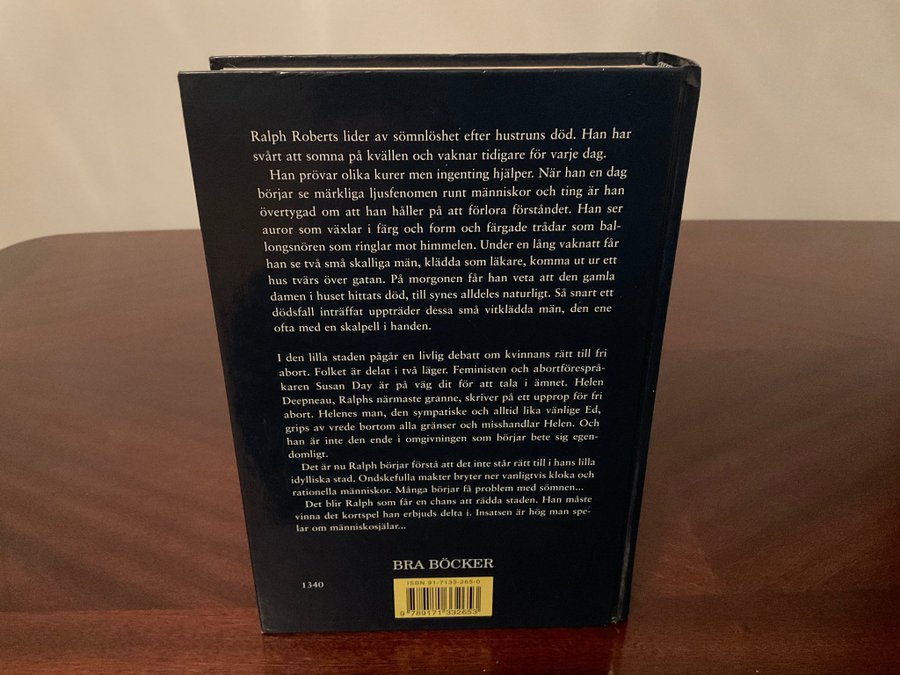 Ralph Roberts lider av sömnlöshet efter hustruns död. Han har
svårt att somna på kvällen och vaknar tidigare för varje dag.
Han prövar olika kurer men ingenting hjälper. När han en dag
börjar se märkliga ljusfenomen runt människor och ting är han
övertygad om att han håller på att förlora förståndet. Han ser
auror som växlar i färg och form och färgade trådar som bal-
longsnören som ringlar mot himmelen. Under en lång vaknatt får
han se två små skalliga män, klädda som läkare, komma ut ur ett
hus tvärs över gatan. På morgonen får han veta att den gamla
damen i huset hittats död, till synes alldeles naturligt. Så snart ett
dödsfall inträffat uppträder dessa små vitklädda män, den ene
ofta med en skalpell i handen.
I den lilla staden pågår en livlig debatt om kvinnans rätt till fri
abort. Folket är delat i två läger. Feministen och abortförespå-
karen Susan Day är på väg dit för att tala i ämnet. Helen
Deepneau, Ralphs närmaste granne, skriver på ett upprop för fri
abort. Helenes man, den sympatiske och alltid lika vänlige Ed,
grips av vrede bortom alla gränser och misshandlar Helen. Och
han är inte den ende i omgivningen som börjar bete sig egen-
domligt.
Det är nu Ralph börjar förstå att det inte står rätt till i hans lilla
idylliska stad. Ondskefulla makter bryter ner vanligtvis kloka och
rationella människor. Många börjar få problem med sömnen...
Det blir Ralph som får en chans att rädda staden. Han måste
vinna det kortspel han erbjuds delta i. Insatsen är hög man spe-
lar om människosjälar...
BRA BÖCKER
1340
ISBN 91-7133-265-0
9 789171 332653